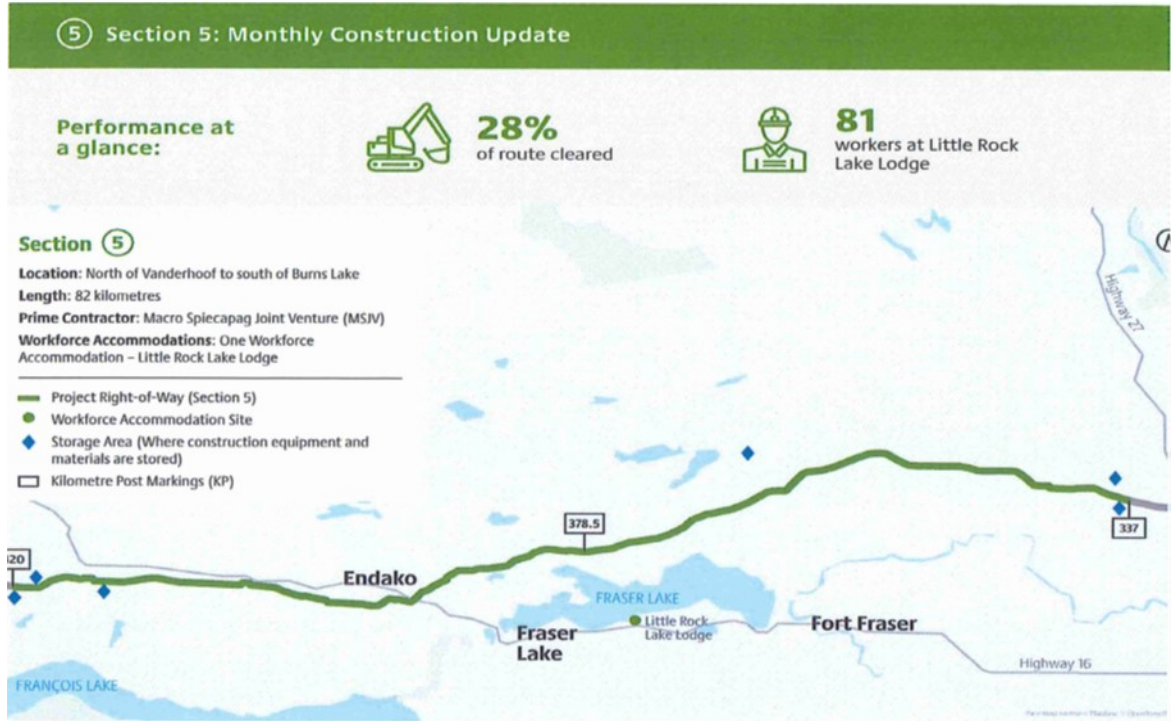 5 Section 5: Monthly Construction Update
Performance at
a glance:
28%
of route cleared
81
workers at Little Rock
Lake Lodge
Section 5
Location: North of Vanderhoof to south of Burns Lake
Length: 82 kilometres
Prime Contractor: Macro Spiecapag Joint Venture (MSJV)
Workforce Accommodations: One Workforce
Accommodation – Little Rock Lake Lodge
Project Right-of-Way (Section 5)
Workforce Accommodation Site
Storage Area (Where construction equipment and
materials are stored)
Kilometre Post Markings (KP)
Highway 27
378.5
337
20
Endako
FRASER LAKE
Little Rock
Lake Lodge
Fraser
Lake
Fort Fraser
Highway 16
FRANÇOIS LAKE